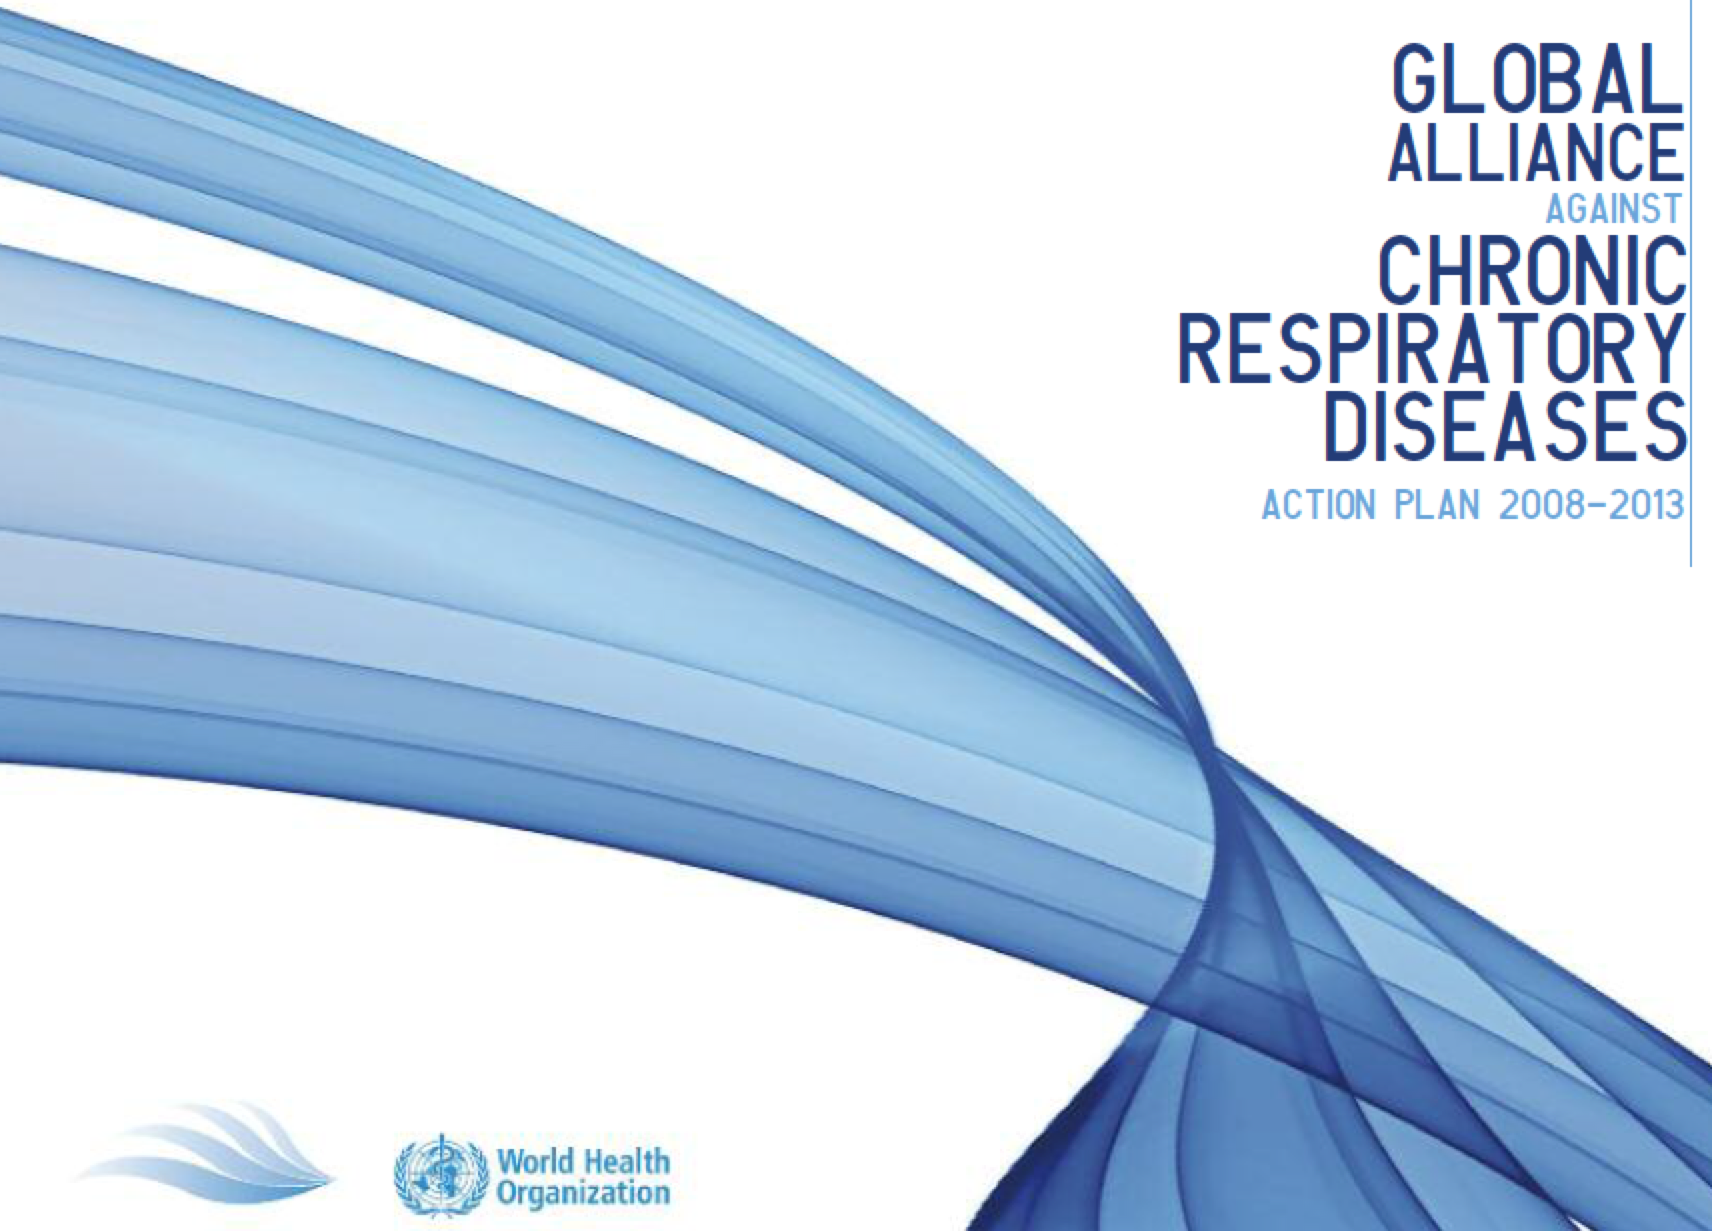 GLOBAL
ALLIANCE
AGAINST
CHRONIC
RESPIRATORY
DISEASES
ACTION PLAN 2008-2013
World Health
Organization